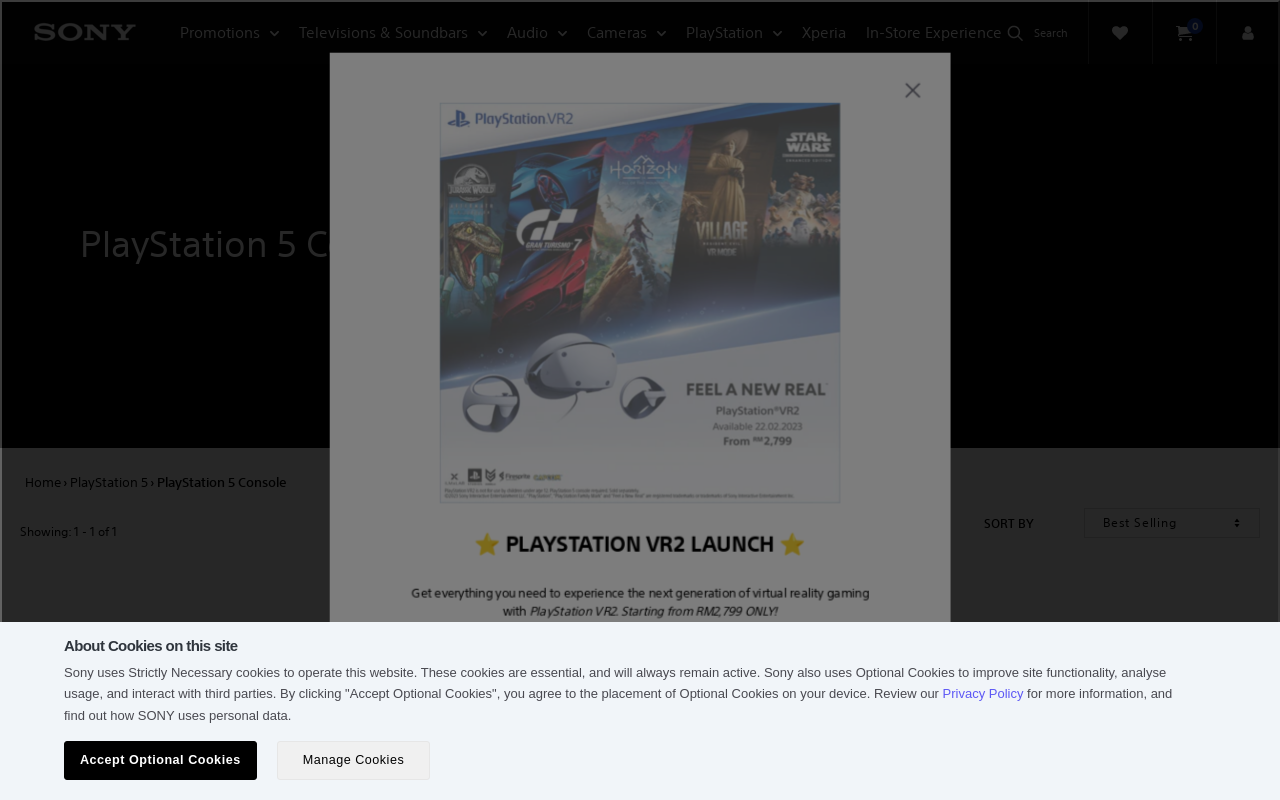 SONY
Promotions
Televisions & Soundbars
Audio
Cameras
PlayStation
Xperia
In-Store Experience
Search
0
PlayStation 5 Co
PlayStation.VR2
JURASSIC WORLD
GRAN TURISMO 7
HORIZON
VILLAGE
VR MODE
STAR WARS
FEEL A NEW REAL
PlayStation®VR2
Available 22.02.2023
From RM2,799
⭐ PLAYSTATION VR2 LAUNCH ⭐
Get everything you need to experience the next generation of virtual reality gaming
with PlayStation VR2. Starting from RM2,799 ONLY!
Home › PlayStation 5 › PlayStation 5 Console
Showing: 1 - 1 of 1
SORT BY
Best Selling
About Cookies on this site
Sony uses Strictly Necessary cookies to operate this website. These cookies are essential, and will always remain active. Sony also uses Optional Cookies to improve site functionality, analyse
usage, and interact with third parties. By clicking "Accept Optional Cookies", you agree to the placement of Optional Cookies on your device. Review our Privacy Policy for more information, and
find out how SONY uses personal data.
Accept Optional Cookies
Manage Cookies